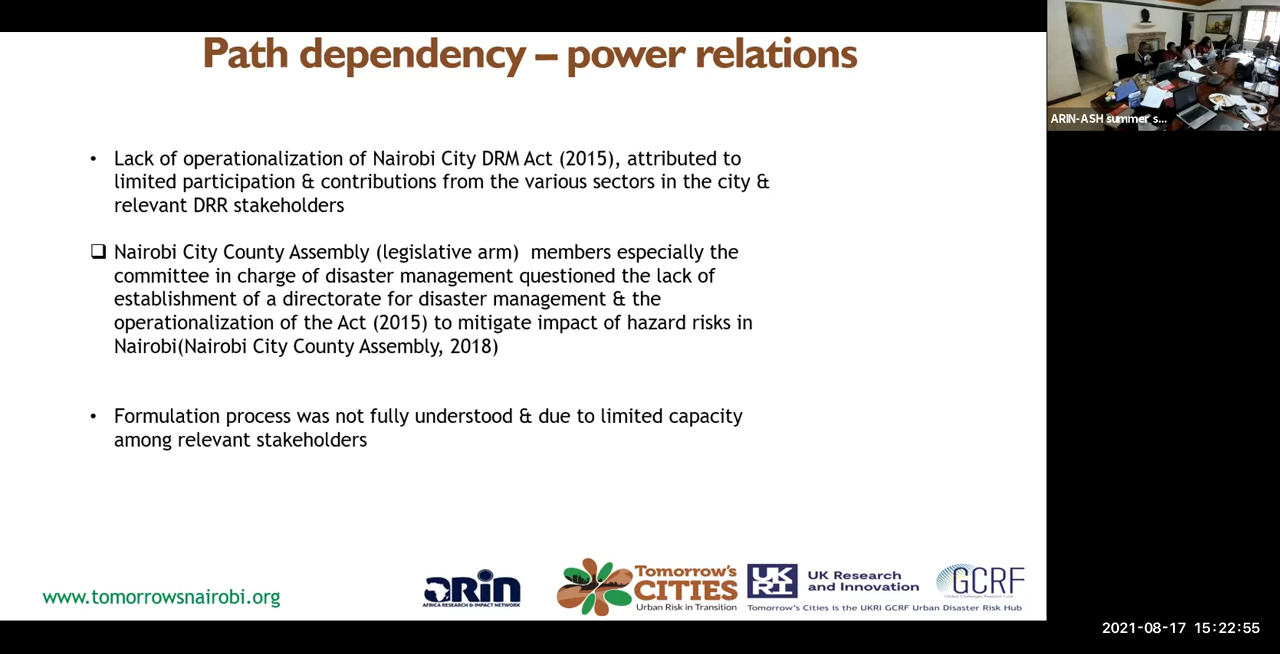 Path dependency – power relations
ARIN-ASH summer s...
• Lack of operationalization of Nairobi City DRM Act (2015), attributed to
limited participation & contributions from the various sectors in the city &
relevant DRR stakeholders
❑ Nairobi City County Assembly (legislative arm)  members especially the
committee in charge of disaster management questioned the lack of
establishment of a directorate for disaster management & the
operationalization of the Act (2015) to mitigate impact of hazard risks in
Nairobi(Nairobi City County Assembly, 2018)
• Formulation process was not fully understood & due to limited capacity
among relevant stakeholders
www.tomorrowsnairobi.org
ARIN
AFRICA RESEARCH & IMPACT NETWORK
Tomorrow's
CITIES
Urban Risk in Transition
UK
RI
UK Research
and Innovation
GCRF
Global Challenges Research Fund
Tomorrow's Cities is the UKRI GCRF Urban Disaster Risk Hub
2021-08-17 15:22:55